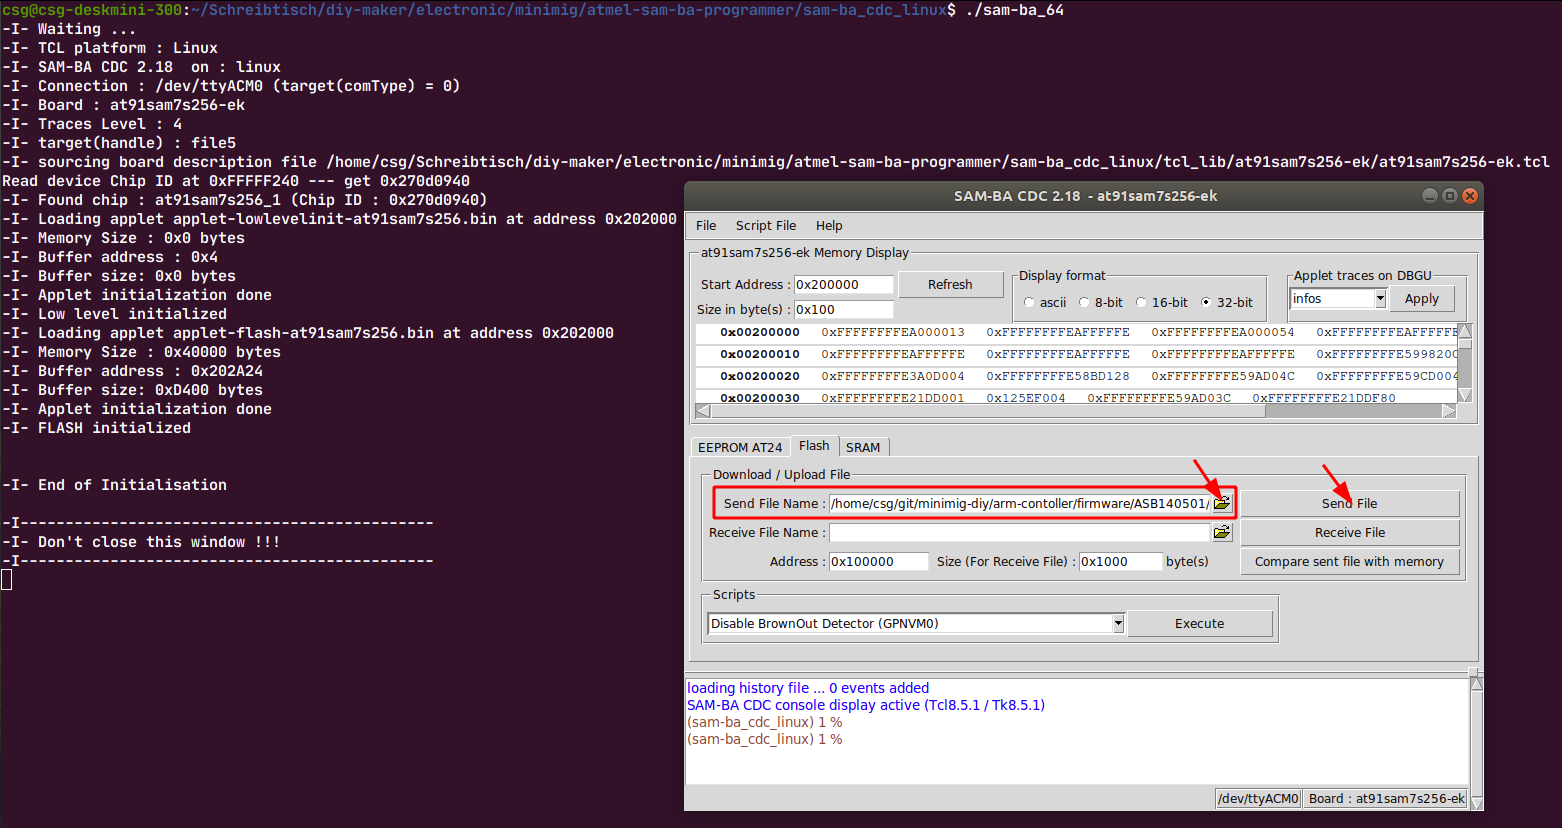 csg@csg-deskmini-300:~/Schreibtisch/diy-maker/electronic/minimig/atmel-sam-ba-programmer/sam-ba_cdc_linux$ ./sam-ba_64
-I- Waiting ...
-I- TCL platform : Linux
-I- SAM-BA CDC 2.18  on : linux
-I- Connection : /dev/ttyACM0 (target(comType) = 0)
-I- Board : at91sam7s256-ek
-I- Traces Level : 4
-I- target(handle) : file5
-I- sourcing board description file /home/csg/Schreibtisch/diy-maker/electronic/minimig/atmel-sam-ba-programmer/sam-ba_cdc_linux/tcl_lib/at91sam7s256-ek/at91sam7s256-ek.tcl
Read device Chip ID at 0xFFFFF240 --- get 0x270d0940
-I- Found chip : at91sam7s256_1 (Chip ID : 0x270d0940)
-I- Loading applet applet-lowlevelinit-at91sam7s256.bin at address 0x202000
-I- Memory Size : 0x0 bytes
-I- Buffer address : 0x4
-I- Buffer size: 0x0 bytes
-I- Applet initialization done
-I- Low level initialized
-I- Loading applet applet-flash-at91sam7s256.bin at address 0x202000
-I- Memory Size : 0x40000 bytes
-I- Buffer address : 0x202A24
-I- Buffer size: 0xD400 bytes
-I- Applet initialization done
-I- FLASH initialized
-I- End of Initialisation
-I----------------------------------------------
-I- Don't close this window !!!
-I----------------------------------------------
SAM-BA CDC 2.18 - at91sam7s256-ek
File Script File Help
at91sam7s256-ek Memory Display
Start Address : 0x200000 Refresh
Size in byte(s) : 0x100
Display format
ascii 8-bit 16-bit 32-bit
Applet traces on DBGU
infos Apply
0x00200000 0xFFFFFFFFEA000013 0xFFFFFFFFEAFFFFFE 0xFFFFFFFFEA000054 0xFFFFFFFFEAFFFFFE
0x00200010 0xFFFFFFFFEAFFFFFE 0xFFFFFFFFEAFFFFFE 0xFFFFFFFFEAFFFFFE 0xFFFFFFFFE599820C
0x00200020 0xFFFFFFFFE3A0D004 0xFFFFFFFFE58BD128 0xFFFFFFFFE59AD04C 0xFFFFFFFFE59CD004
0x00200030 0xFFFFFFFFE21DD001 0x125EF004 0xFFFFFFFFE59AD03C 0xFFFFFFFFE21DDF80
EEPROM AT24 Flash SRAM
Download / Upload File
Send File Name : /home/csg/git/minimig-diy/arm-contoller/firmware/ASB140501/ Send File
Receive File Name : Receive File
Address : 0x100000 Size (For Receive File) : 0x1000 byte(s) Compare sent file with memory
Scripts
Disable BrownOut Detector (GPNVM0) Execute
loading history file ... 0 events added
SAM-BA CDC console display active (Tcl8.5.1 / Tk8.5.1)
(sam-ba_cdc_linux) 1 %
(sam-ba_cdc_linux) 1 %
/dev/ttyACM0 Board : at91sam7s256-ek